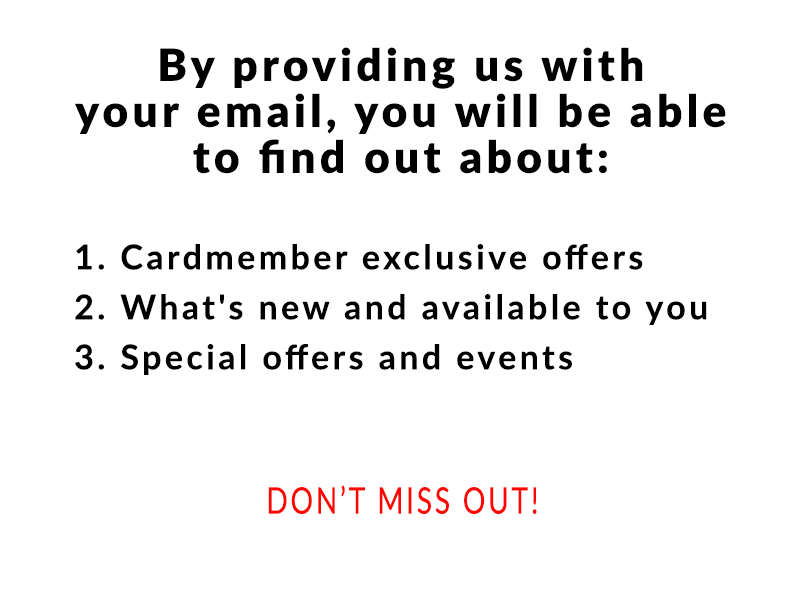 By providing us with
your email, you will be able
to find out about:
1. Cardmember exclusive offers
2. What's new and available to you
3. Special offers and events
DON’T MISS OUT!